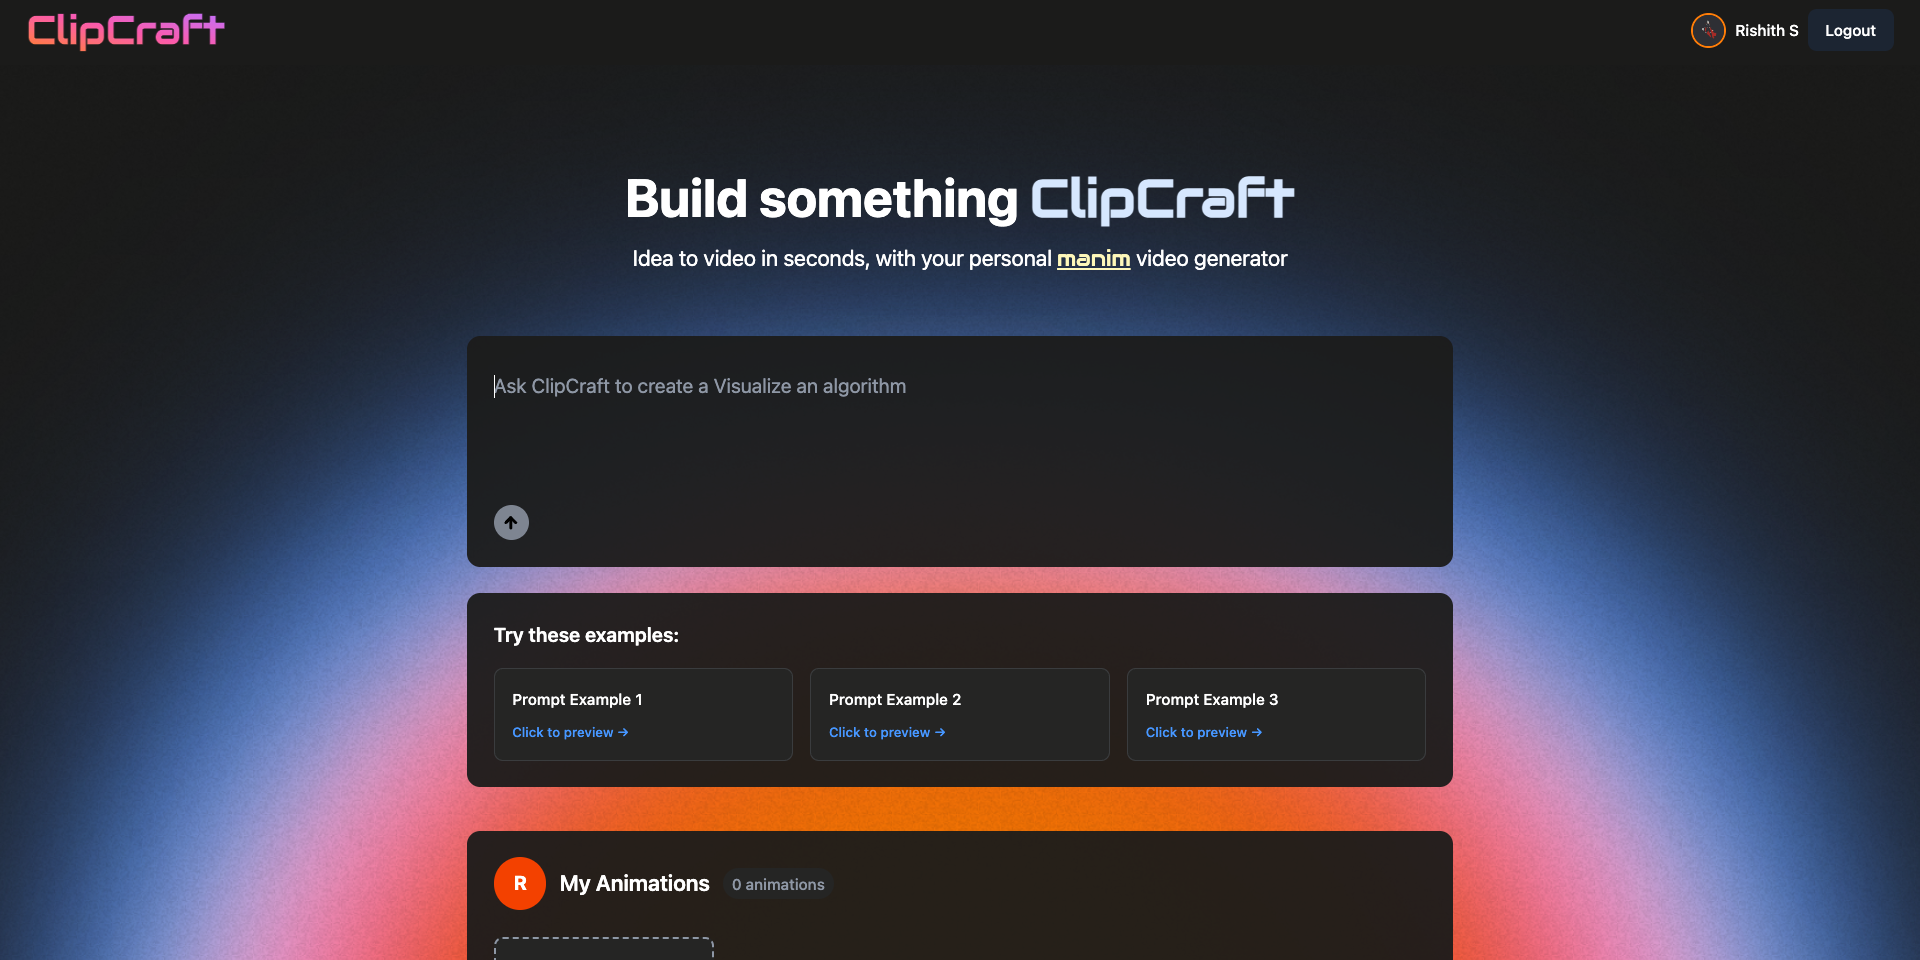 ClipCraft
Rishith S
Logout
Build something ClipCraft
Idea to video in seconds, with your personal manim video generator
Ask ClipCraft to create a Visualize an algorithm
Try these examples:
Prompt Example 1
Click to preview →
Prompt Example 2
Click to preview →
Prompt Example 3
Click to preview →
R
My Animations
0 animations